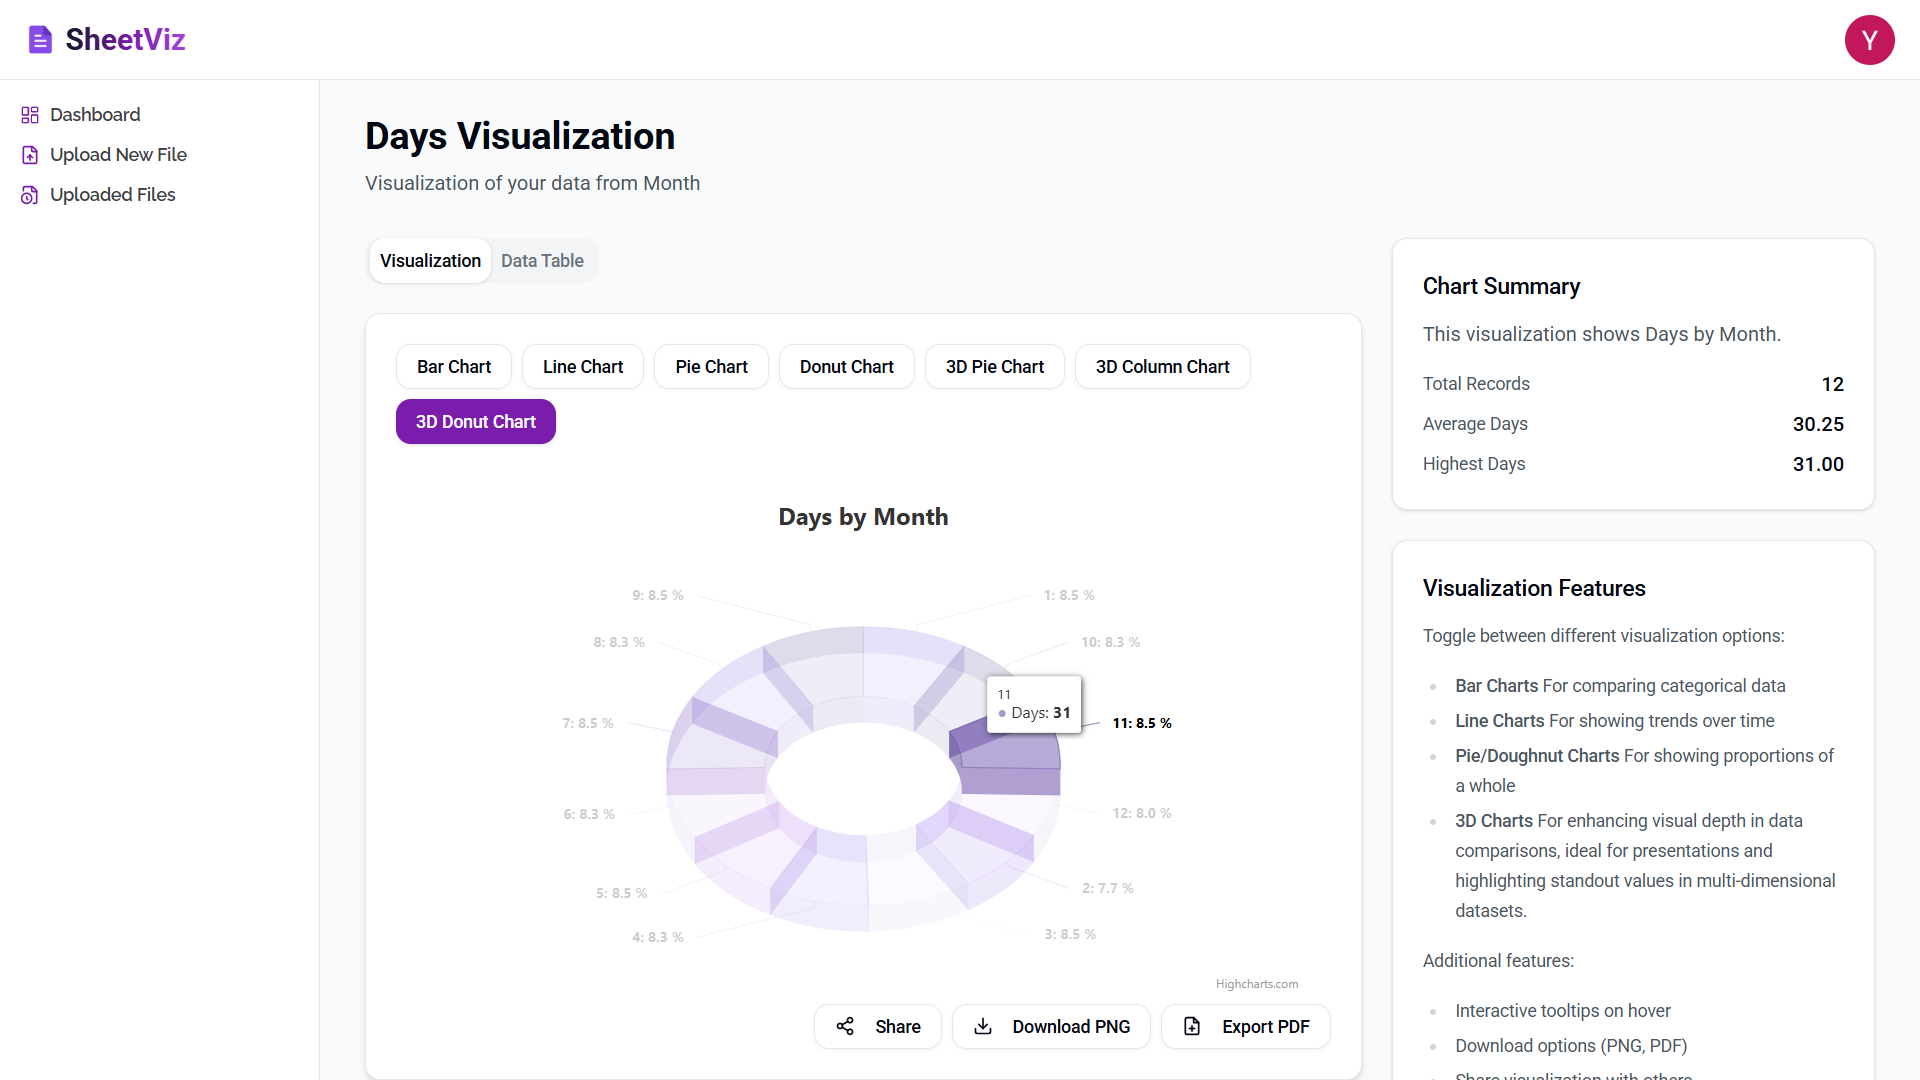 SheetViz
Y
Dashboard
Upload New File
Uploaded Files
Days Visualization
Visualization of your data from Month
Visualization
Data Table
Bar Chart
Line Chart
Pie Chart
Donut Chart
3D Pie Chart
3D Column Chart
3D Donut Chart
Days by Month
9: 8.5 %
1: 8.5 %
8: 8.3 %
10: 8.3 %
11
Days: 31
7: 8.5 %
11: 8.5 %
6: 8.3 %
12: 8.0 %
5: 8.5 %
2: 7.7 %
4: 8.3 %
3: 8.5 %
Highcharts.com
Share
Download PNG
Export PDF
Chart Summary
This visualization shows Days by Month.
Total Records 12
Average Days 30.25
Highest Days 31.00
Visualization Features
Toggle between different visualization options:
Bar Charts For comparing categorical data
Line Charts For showing trends over time
Pie/Doughnut Charts For showing proportions of
a whole
3D Charts For enhancing visual depth in data
comparisons, ideal for presentations and
highlighting standout values in multi-dimensional
datasets.
Additional features:
Interactive tooltips on hover
Download options (PNG, PDF)
Share visualization with others